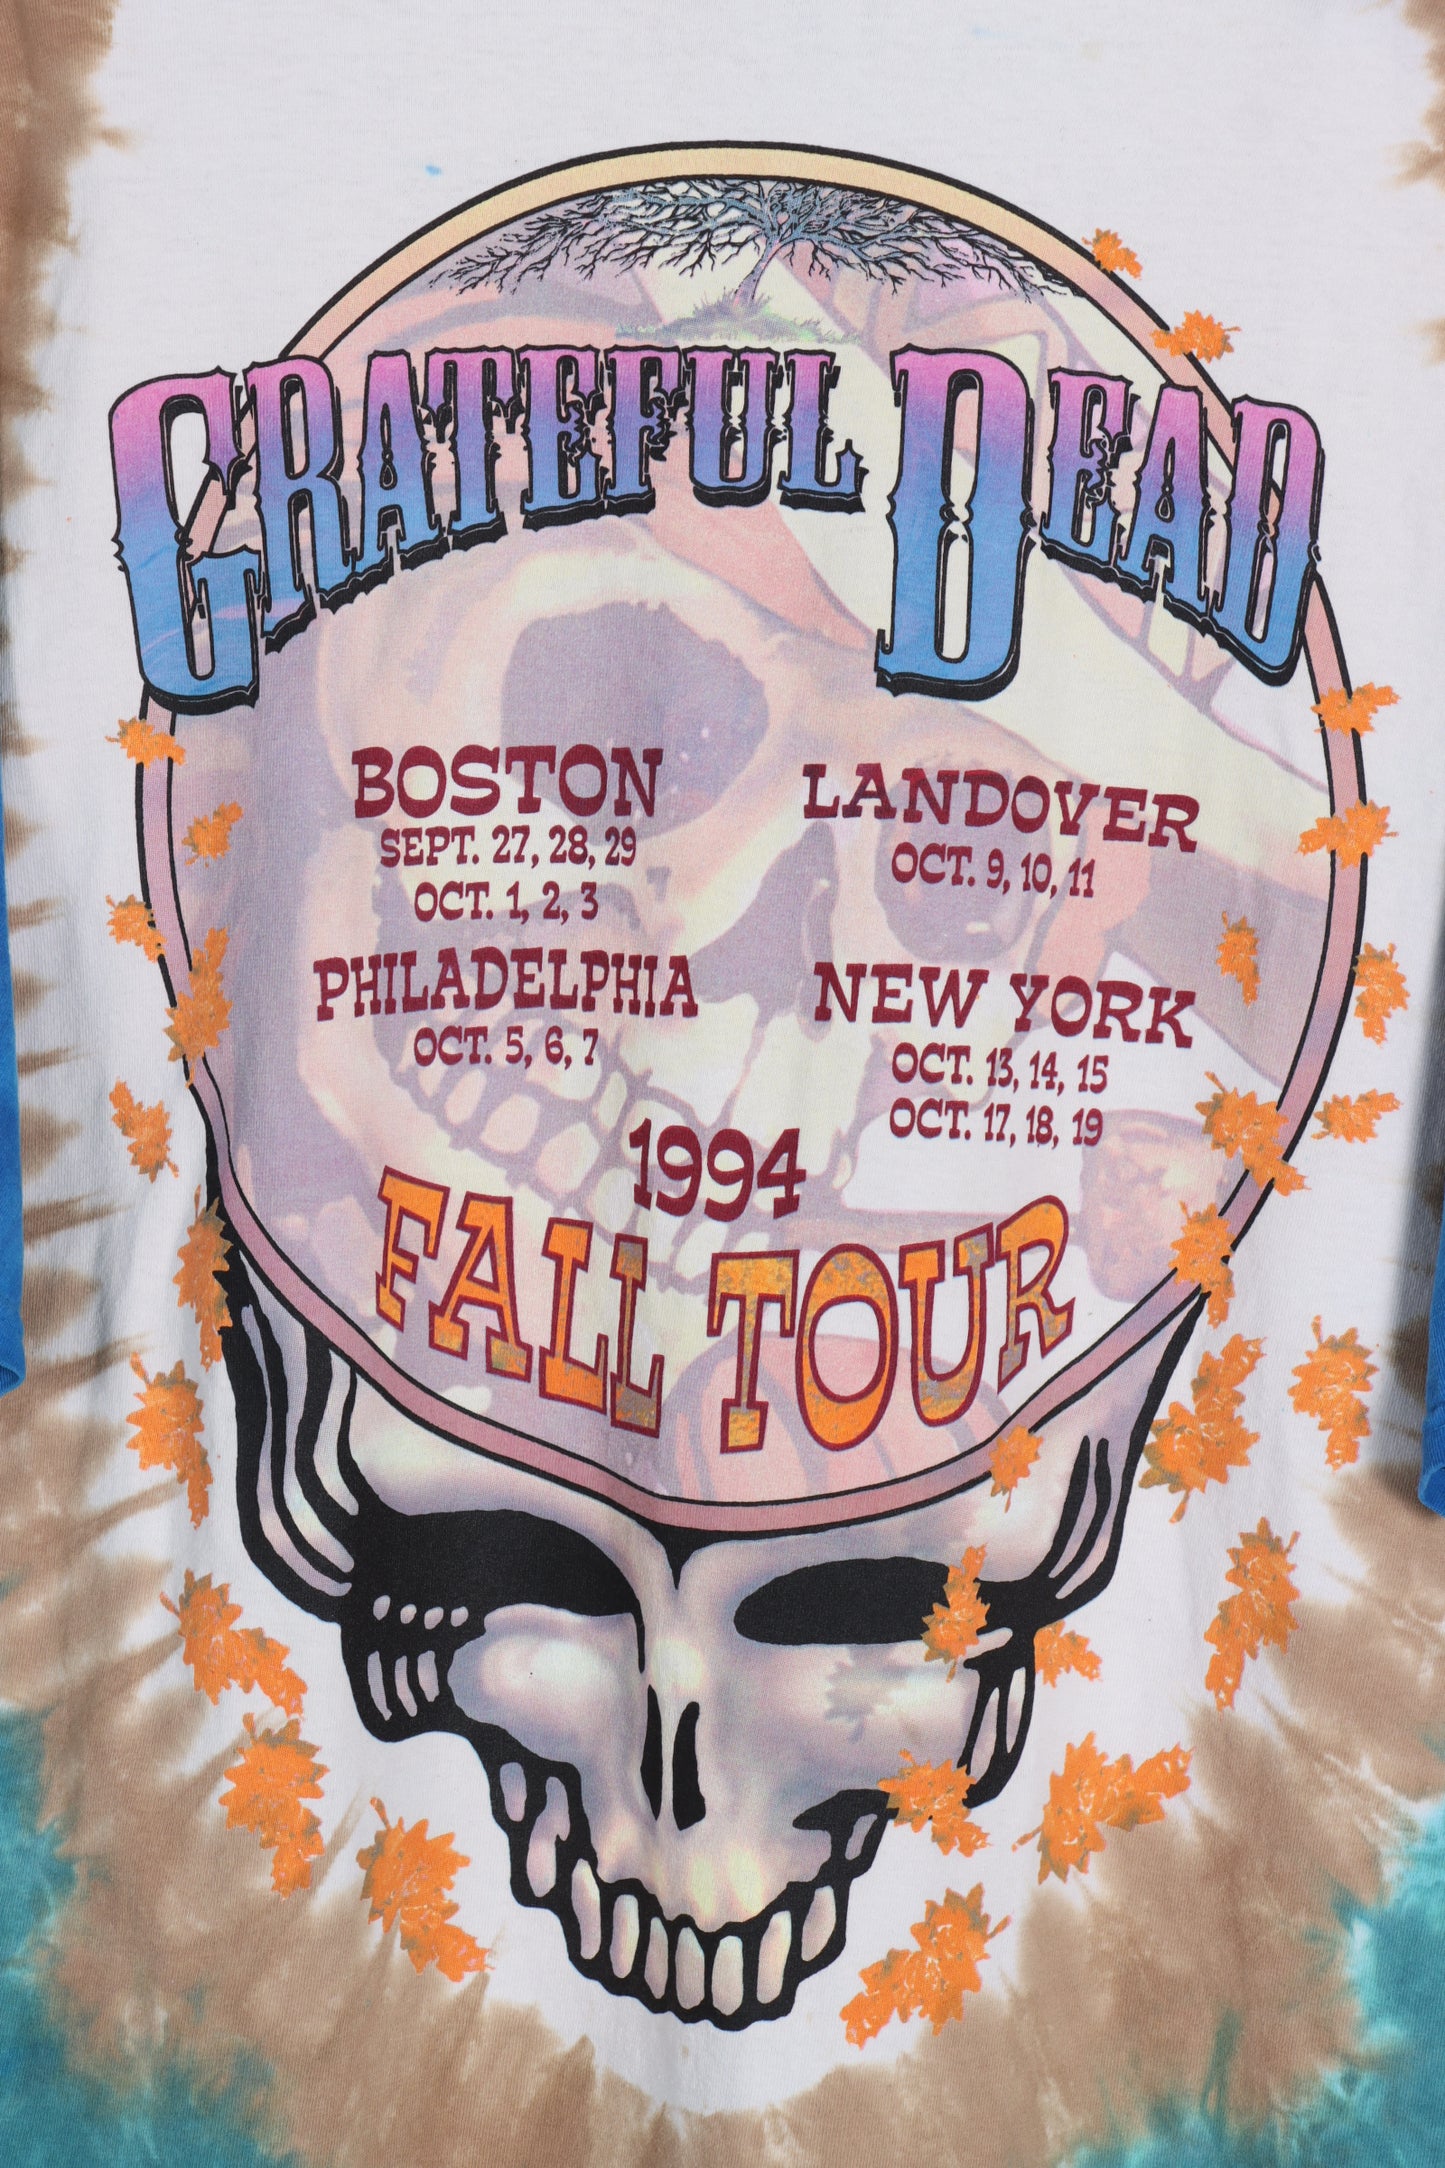 GRATEFUL DEAD
BOSTON
SEPT. 27, 28, 29
OCT. 1, 2, 3
PHILADELPHIA
OCT. 5, 6, 7
LANDOVER
OCT. 9, 10, 11
NEW YORK
OCT. 13, 14, 15
OCT. 17, 18, 19
1994
FALL TOUR